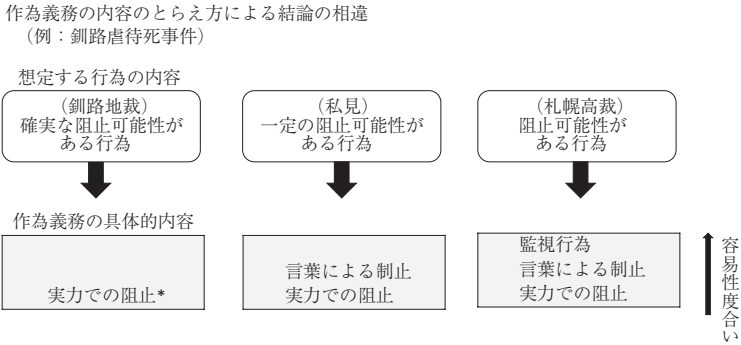 作為義務の内容のとらえ方による結論の相違
（例：釧路虐待死事件）
想定する行為の内容
（釧路地裁）
確実な阻止可能性が
ある行為
（私見）
一定の阻止可能性が
ある行為
（札幌高裁）
阻止可能性が
ある行為
作為義務の具体的内容
実力での阻止*
言葉による制止
実力での阻止
監視行為
言葉による制止
実力での阻止
容易性度合い